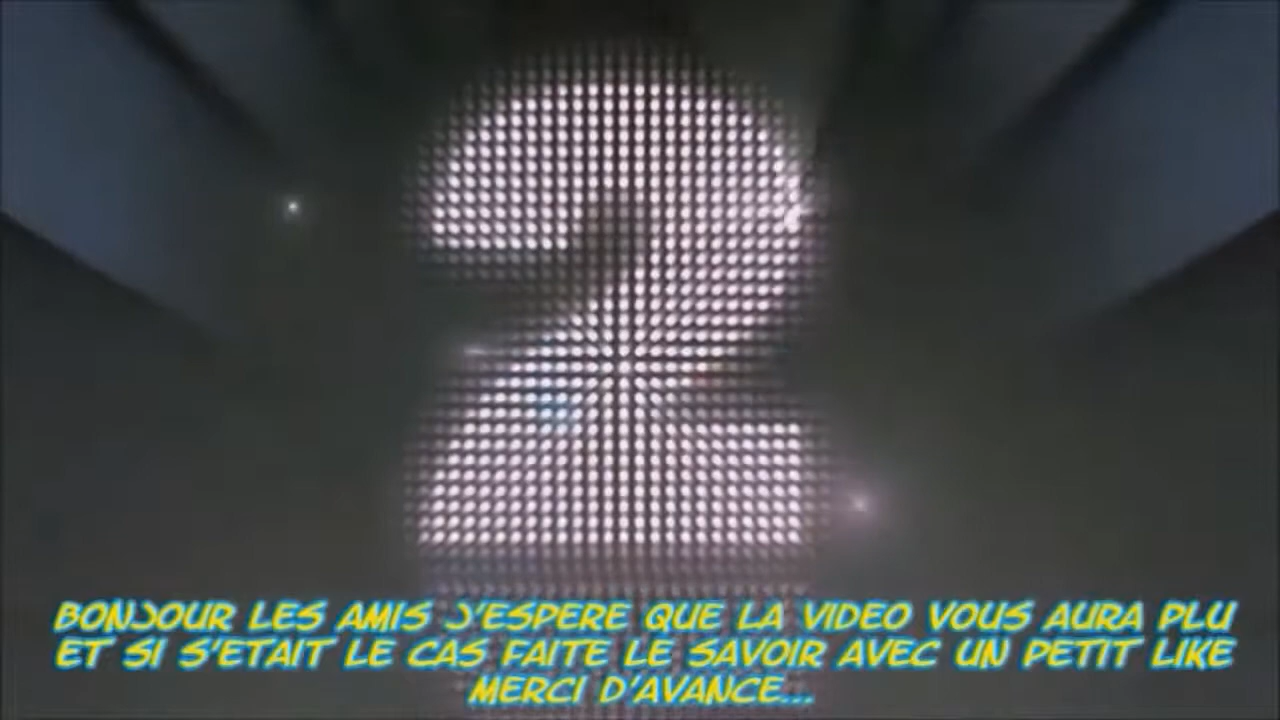 2
BONJOUR LES AMIS J'ESPERE QUE LA VIDEO VOUS AURA PLU
ET SI S'ETAIT LE CAS FAITE LE SAVOIR AVEC UN PETIT LIKE
MERCI D'AVANCE...